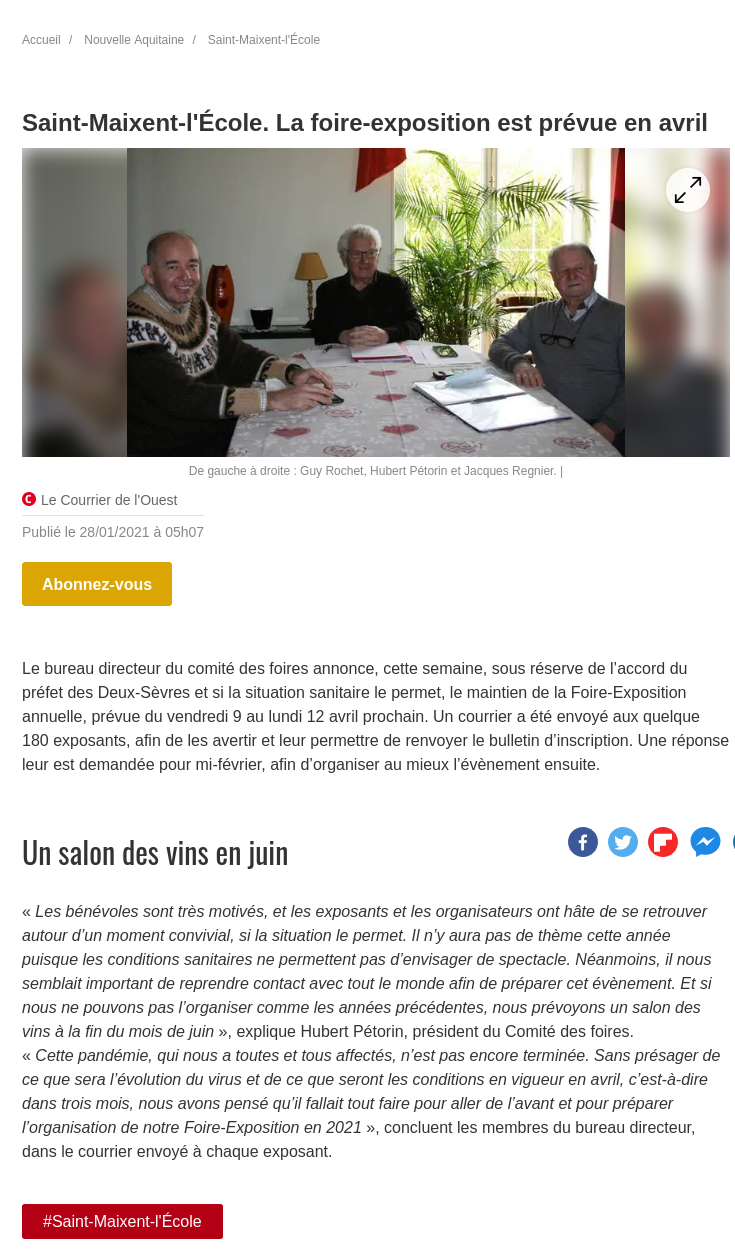 Accueil / Nouvelle Aquitaine / Saint-Maixent-l'École
Saint-Maixent-l'École. La foire-exposition est prévue en avril
De gauche à droite : Guy Rochet, Hubert Pétorin et Jacques Regnier. |
Le Courrier de l'Ouest
Publié le 28/01/2021 à 05h07
Abonnez-vous
Le bureau directeur du comité des foires annonce, cette semaine, sous réserve de l’accord du
préfet des Deux-Sèvres et si la situation sanitaire le permet, le maintien de la Foire-Exposition
annuelle, prévue du vendredi 9 au lundi 12 avril prochain. Un courrier a été envoyé aux quelque
180 exposants, afin de les avertir et leur permettre de renvoyer le bulletin d’inscription. Une réponse
leur est demandée pour mi-février, afin d’organiser au mieux l’évènement ensuite.
Un salon des vins en juin
« Les bénévoles sont très motivés, et les exposants et les organisateurs ont hâte de se retrouver
autour d’un moment convivial, si la situation le permet. Il n’y aura pas de thème cette année
puisque les conditions sanitaires ne permettent pas d’envisager de spectacle. Néanmoins, il nous
semblait important de reprendre contact avec tout le monde afin de préparer cet évènement. Et si
nous ne pouvons pas l’organiser comme les années précédentes, nous prévoyons un salon des
vins à la fin du mois de juin », explique Hubert Pétorin, président du Comité des foires.
« Cette pandémie, qui nous a toutes et tous affectés, n’est pas encore terminée. Sans présager de
ce que sera l’évolution du virus et de ce que seront les conditions en vigueur en avril, c’est-à-dire
dans trois mois, nous avons pensé qu’il fallait tout faire pour aller de l’avant et pour préparer
l’organisation de notre Foire-Exposition en 2021 », concluent les membres du bureau directeur,
dans le courrier envoyé à chaque exposant.
#Saint-Maixent-l'École